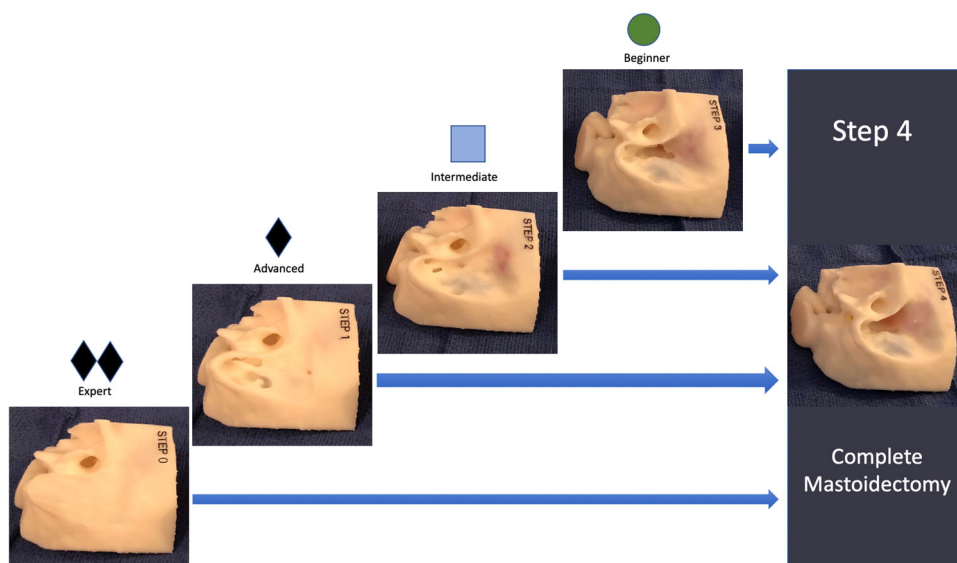 Beginner
STEP 3
Step 4
Intermediate
STEP 2
Advanced
STEP 1
STEP 4
Expert
STEP 0
Complete
Mastoidectomy